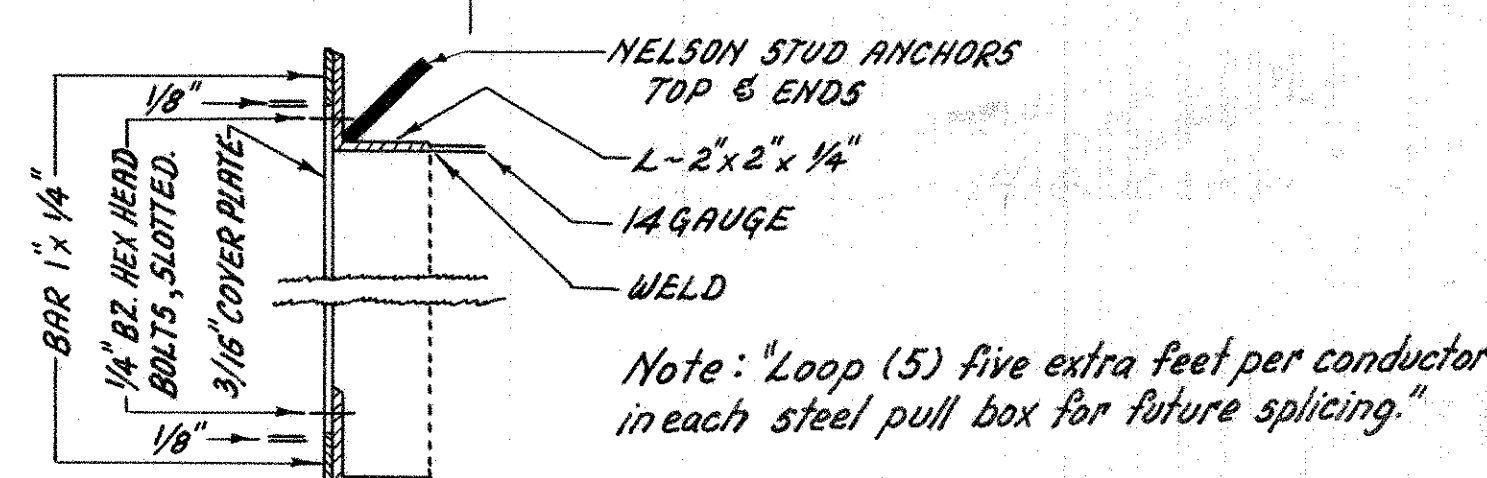 NELSON STUD ANCHORS
TOP & ENDS
L-2"x2"x 1/4"
14 GAUGE
WELD
1/8"
BAR 1"x 1/4"
1/4" BZ. HEX HEAD
BOLTS, SLOTTED.
3/16" COVER PLATE
1/8"
Note: "Loop (5) five extra feet per conductor
in each steel pull box for future splicing."